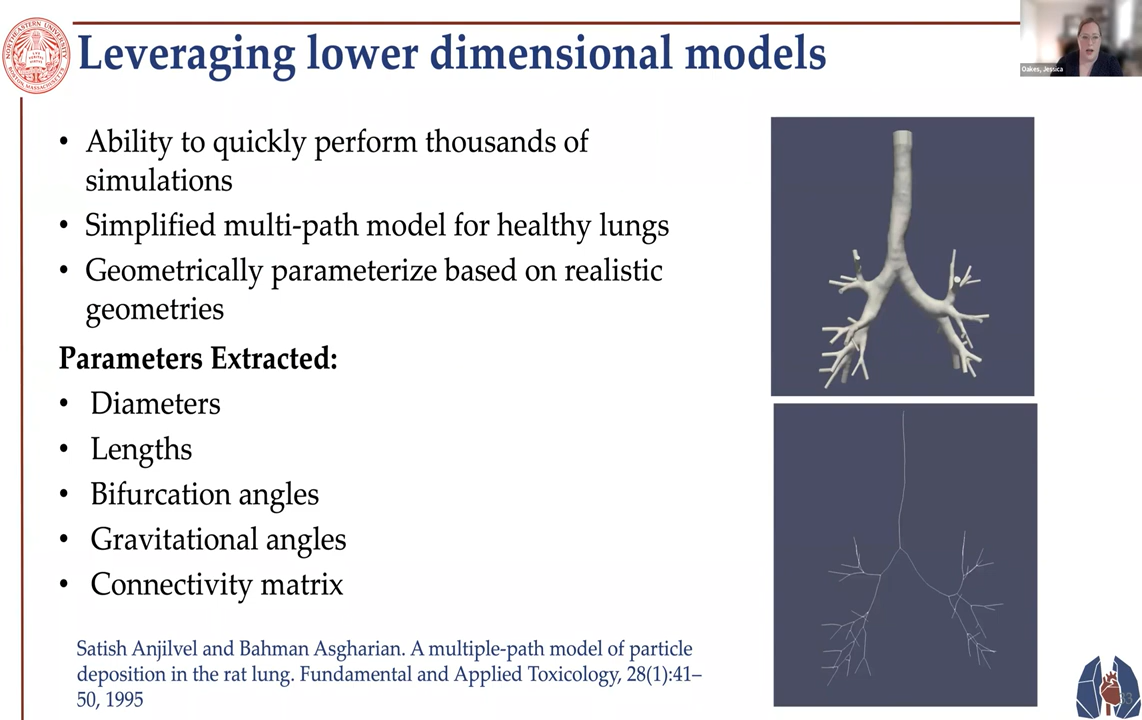 Leveraging lower dimensional models
Oakes, Jessica
• Ability to quickly perform thousands of
simulations
• Simplified multi-path model for healthy lungs
• Geometrically parameterize based on realistic
geometries
Parameters Extracted:
• Diameters
• Lengths
• Bifurcation angles
• Gravitational angles
• Connectivity matrix
Satish Anjilvel and Bahman Asgharian. A multiple-path model of particle
deposition in the rat lung. Fundamental and Applied Toxicology, 28(1):41–
50, 1995
33